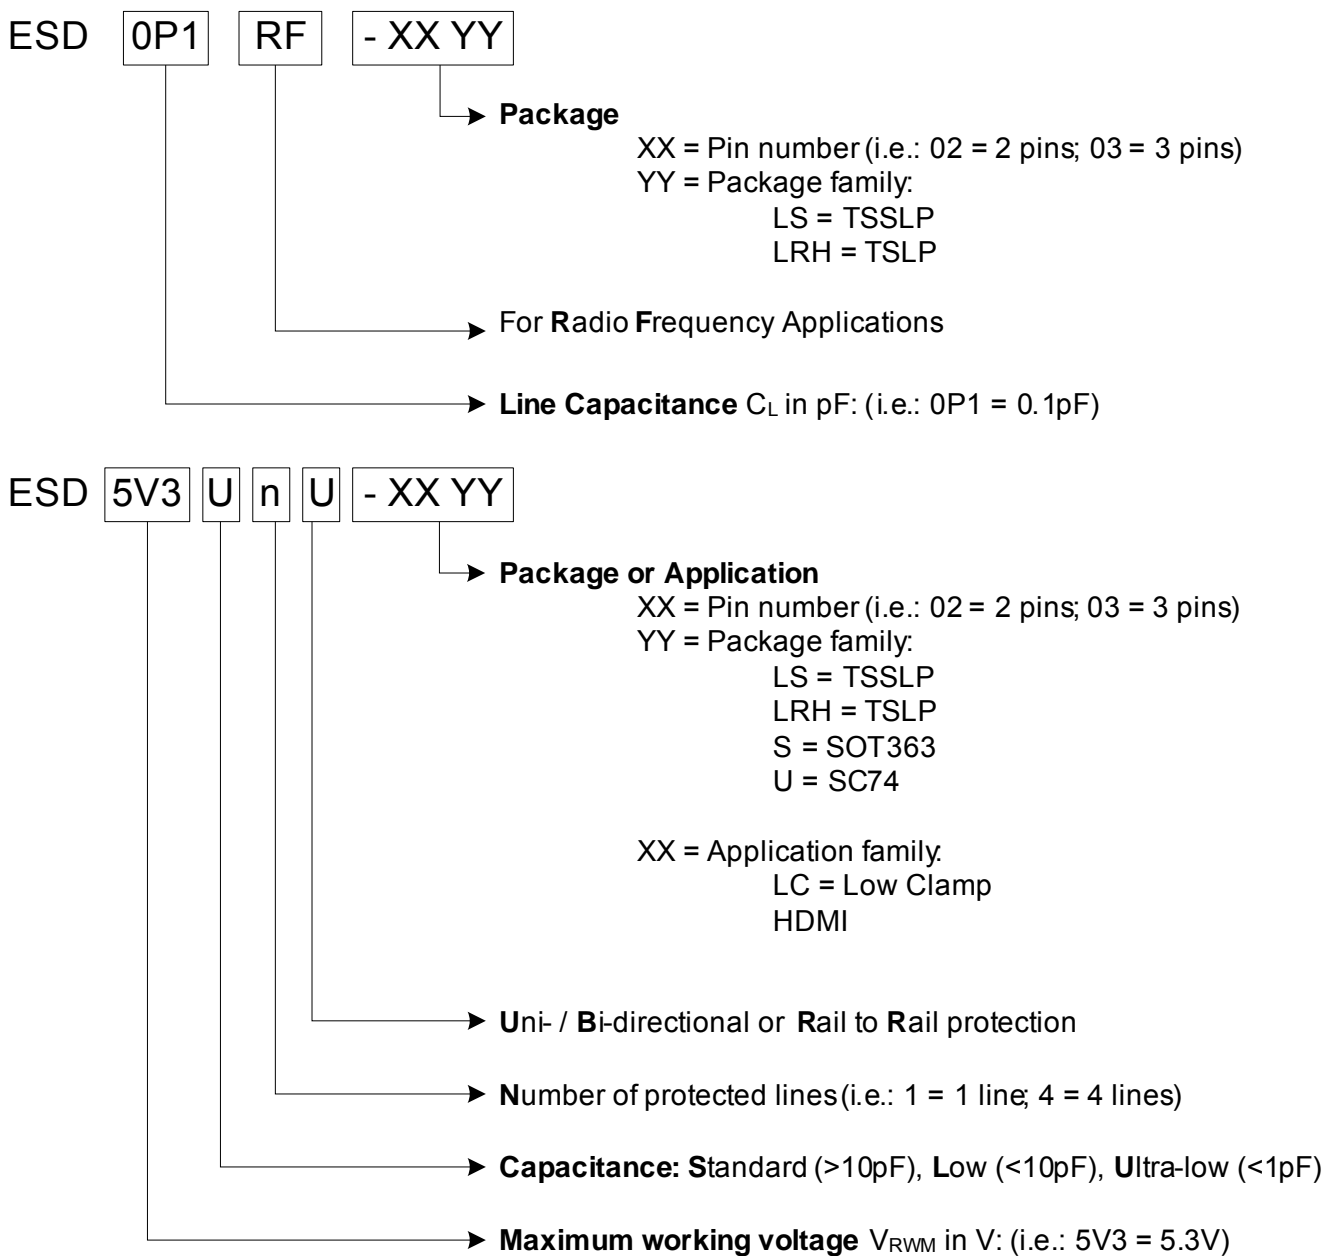 ESD 0P1 RF - XX YY
Package
XX = Pin number (i.e.: 02 = 2 pins; 03 = 3 pins)
YY = Package family:
LS = TSSLP
LRH = TSLP
For Radio Frequency Applications
Line Capacitance CL in pF: (i.e.: 0P1 = 0.1pF)
ESD 5V3 U n U - XX YY
Package or Application
XX = Pin number (i.e.: 02 = 2 pins; 03 = 3 pins)
YY = Package family:
LS = TSSLP
LRH = TSLP
S = SOT363
U = SC74
XX = Application family:
LC = Low Clamp
HDMI
Uni- / Bi-directional or Rail to Rail protection
Number of protected lines (i.e.: 1 = 1 line; 4 = 4 lines)
Capacitance: Standard (>10pF), Low (<10pF), Ultra-low (<1pF)
Maximum working voltage VRWM in V: (i.e.: 5V3 = 5.3V)